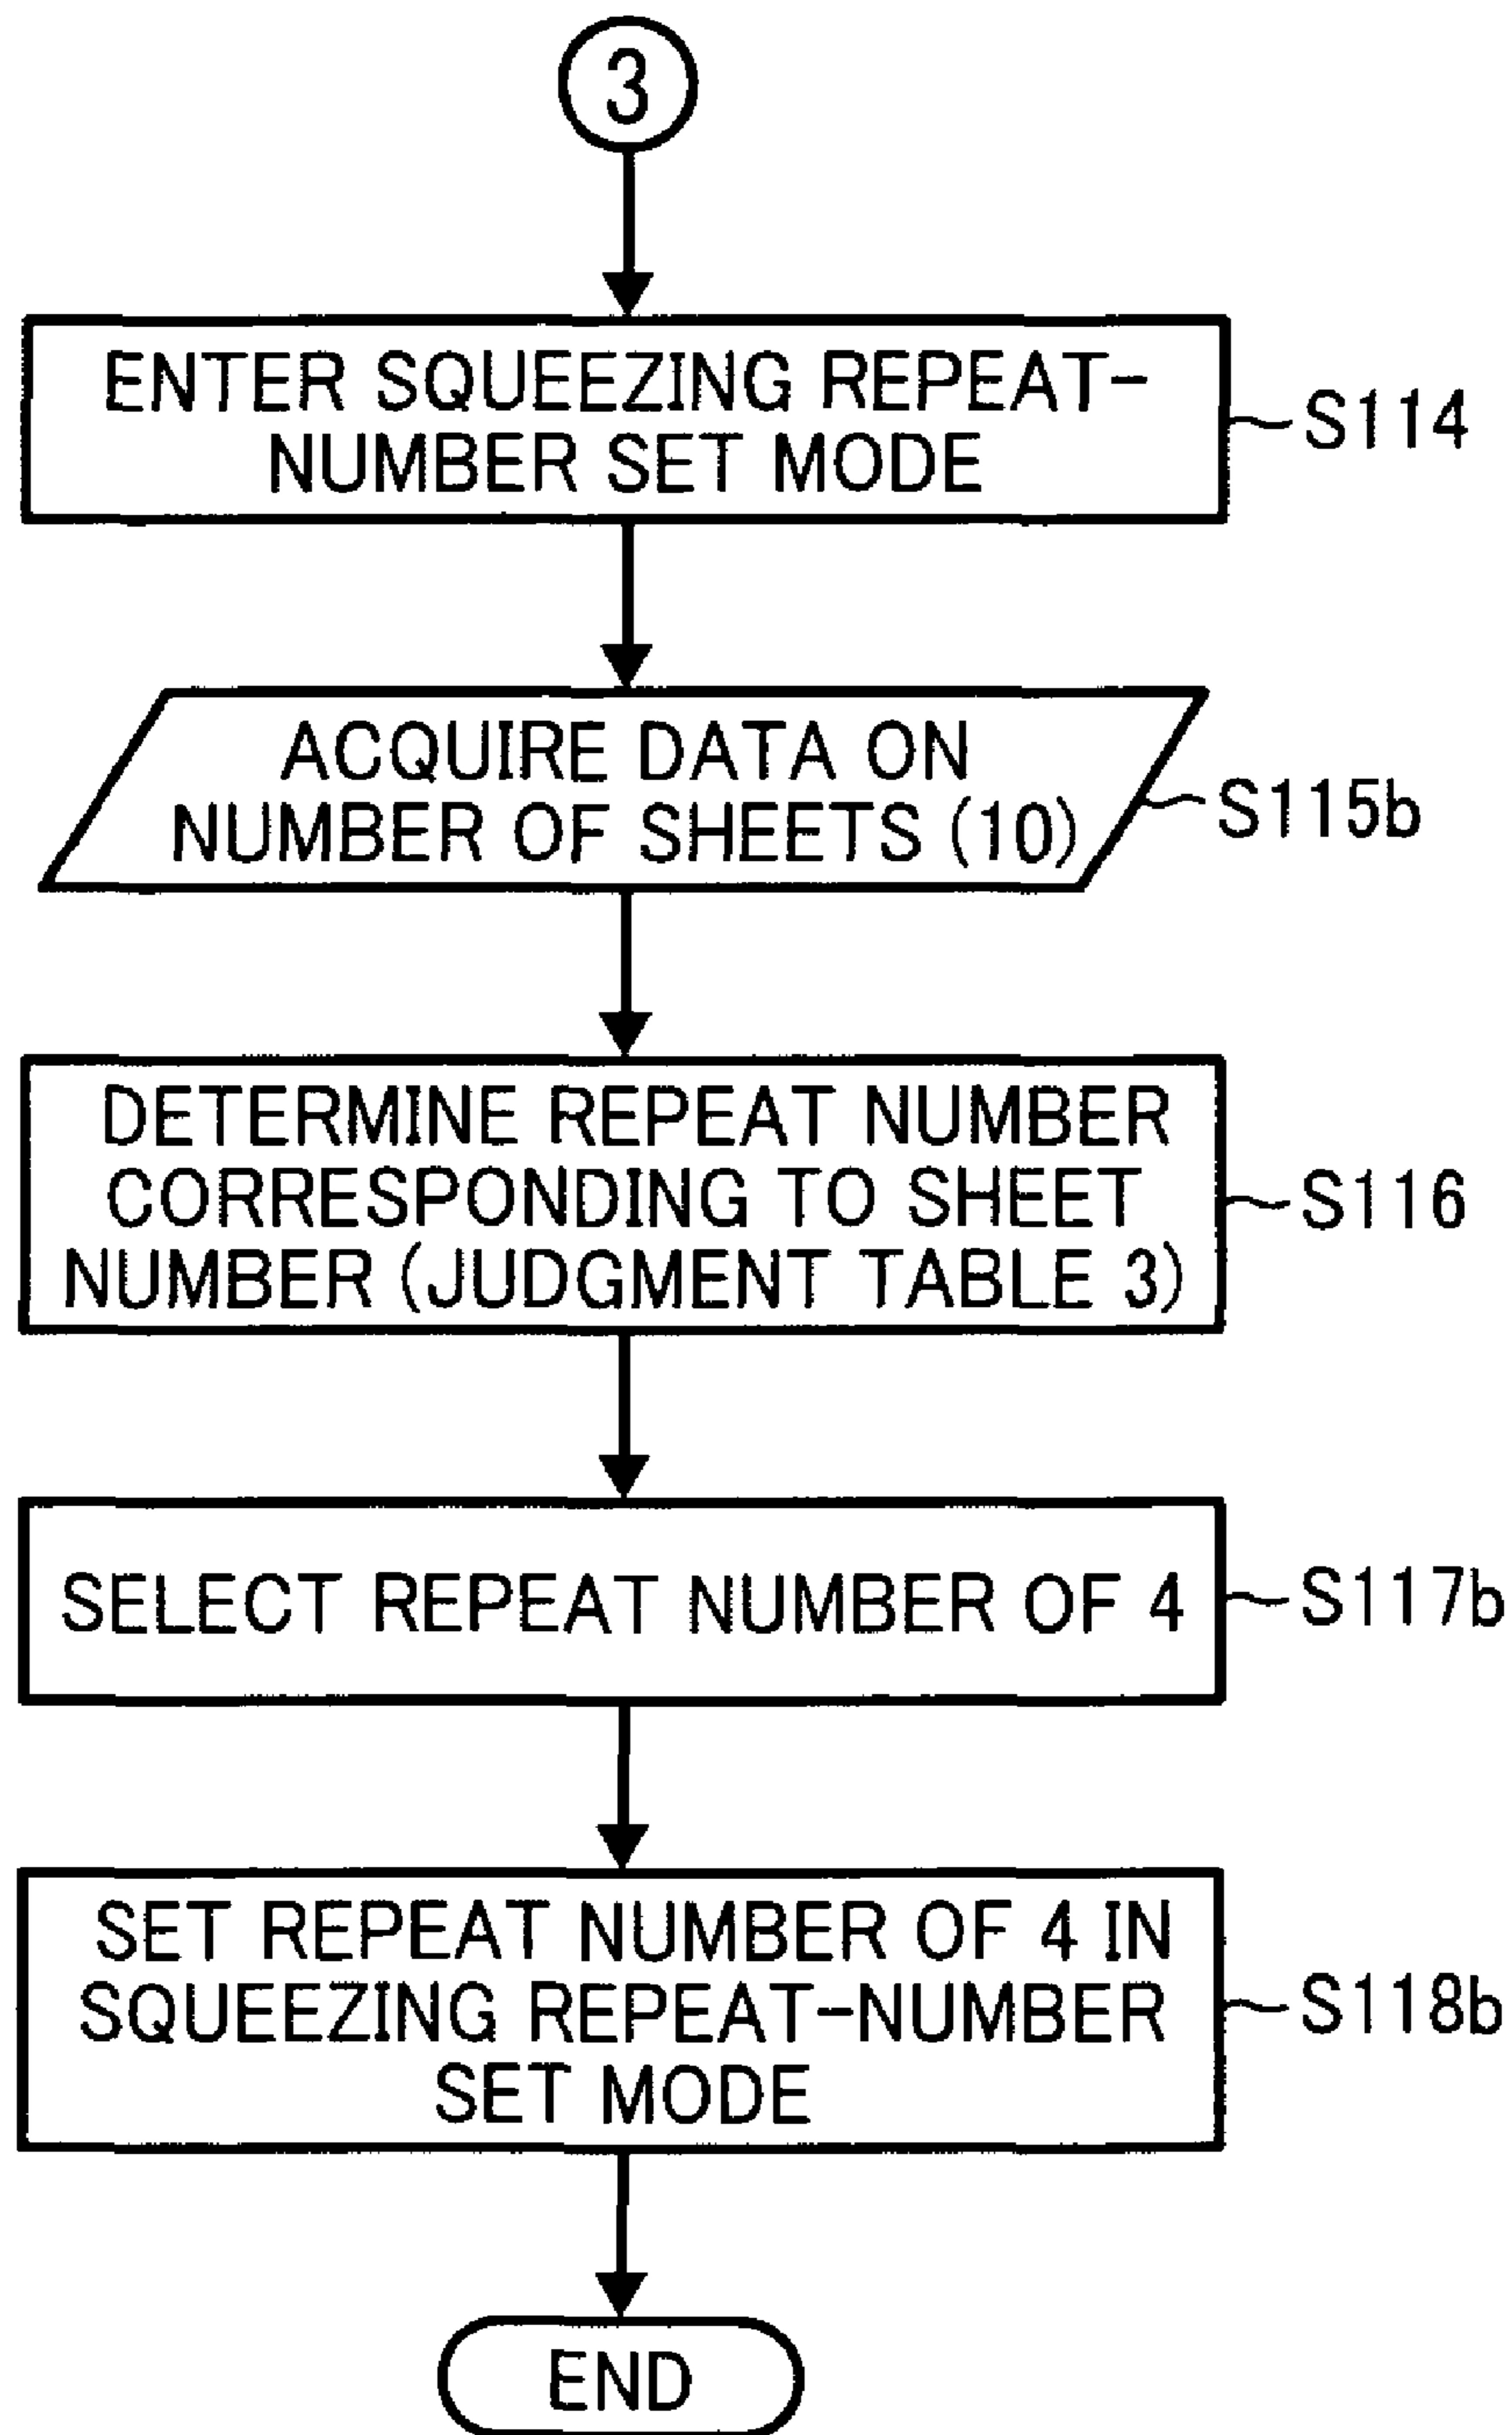 3
ENTER SQUEEZING REPEAT-
NUMBER SET MODE
S114
ACQUIRE DATA ON
NUMBER OF SHEETS (10)
S115b
DETERMINE REPEAT NUMBER
CORRESPONDING TO SHEET
NUMBER (JUDGMENT TABLE 3)
S116
SELECT REPEAT NUMBER OF 4
S117b
SET REPEAT NUMBER OF 4 IN
SQUEEZING REPEAT-NUMBER
SET MODE
S118b
END